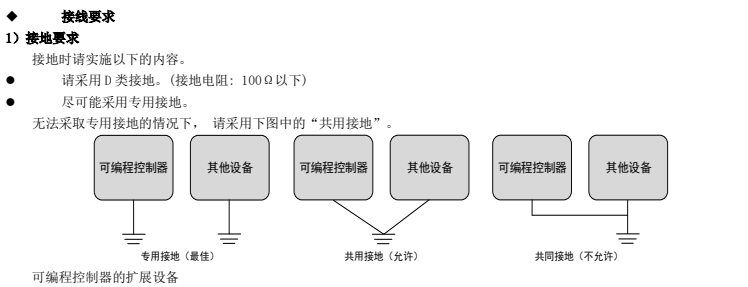 ◆ 接线要求
1）接地要求
接地时请实施以下的内容。
● 请采用 D 类接地。(接地电阻: 100Ω以下)
● 尽可能采用专用接地。
无法采取专用接地的情况下， 请采用下图中的“共用接地”。
可编程控制器 其他设备 可编程控制器 其他设备 可编程控制器 其他设备
专用接地（最佳） 共用接地（允许） 共同接地（不允许）
可编程控制器的扩展设备